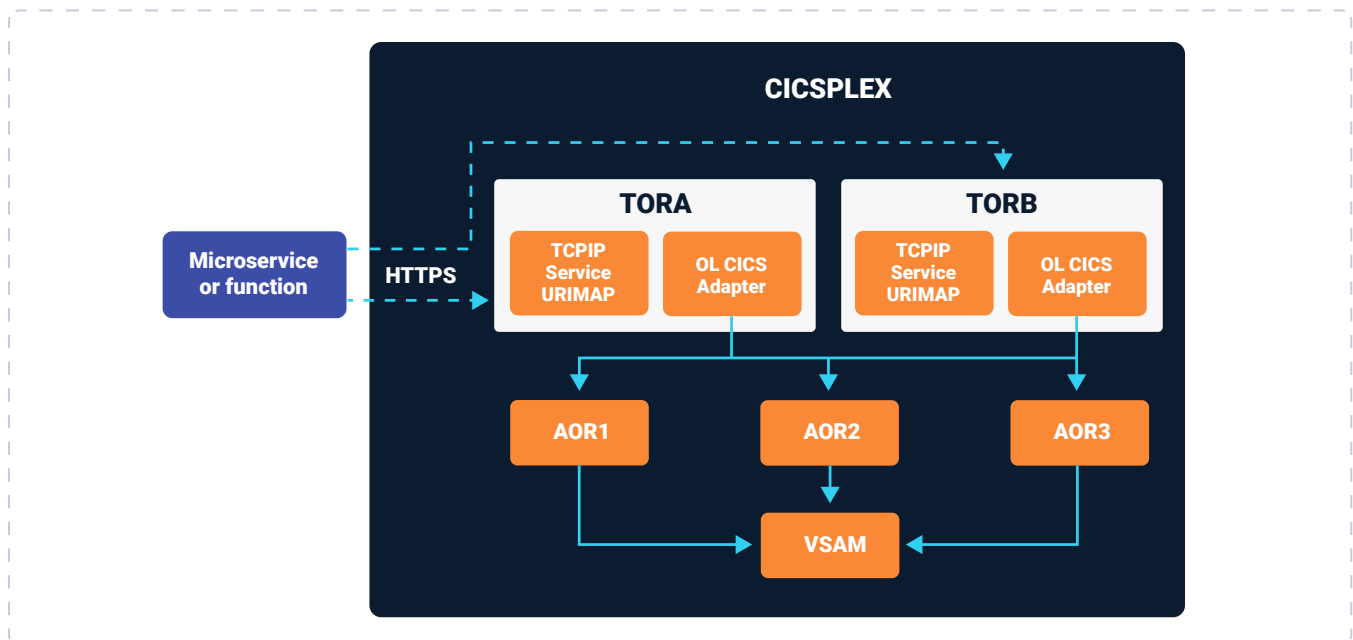 CICSPLEX
TORA
TORB
TCPIP
Service
URIMAP
OL CICS
Adapter
TCPIP
Service
URIMAP
OL CICS
Adapter
Microservice
or function
HTTPS
AOR1
AOR2
AOR3
VSAM